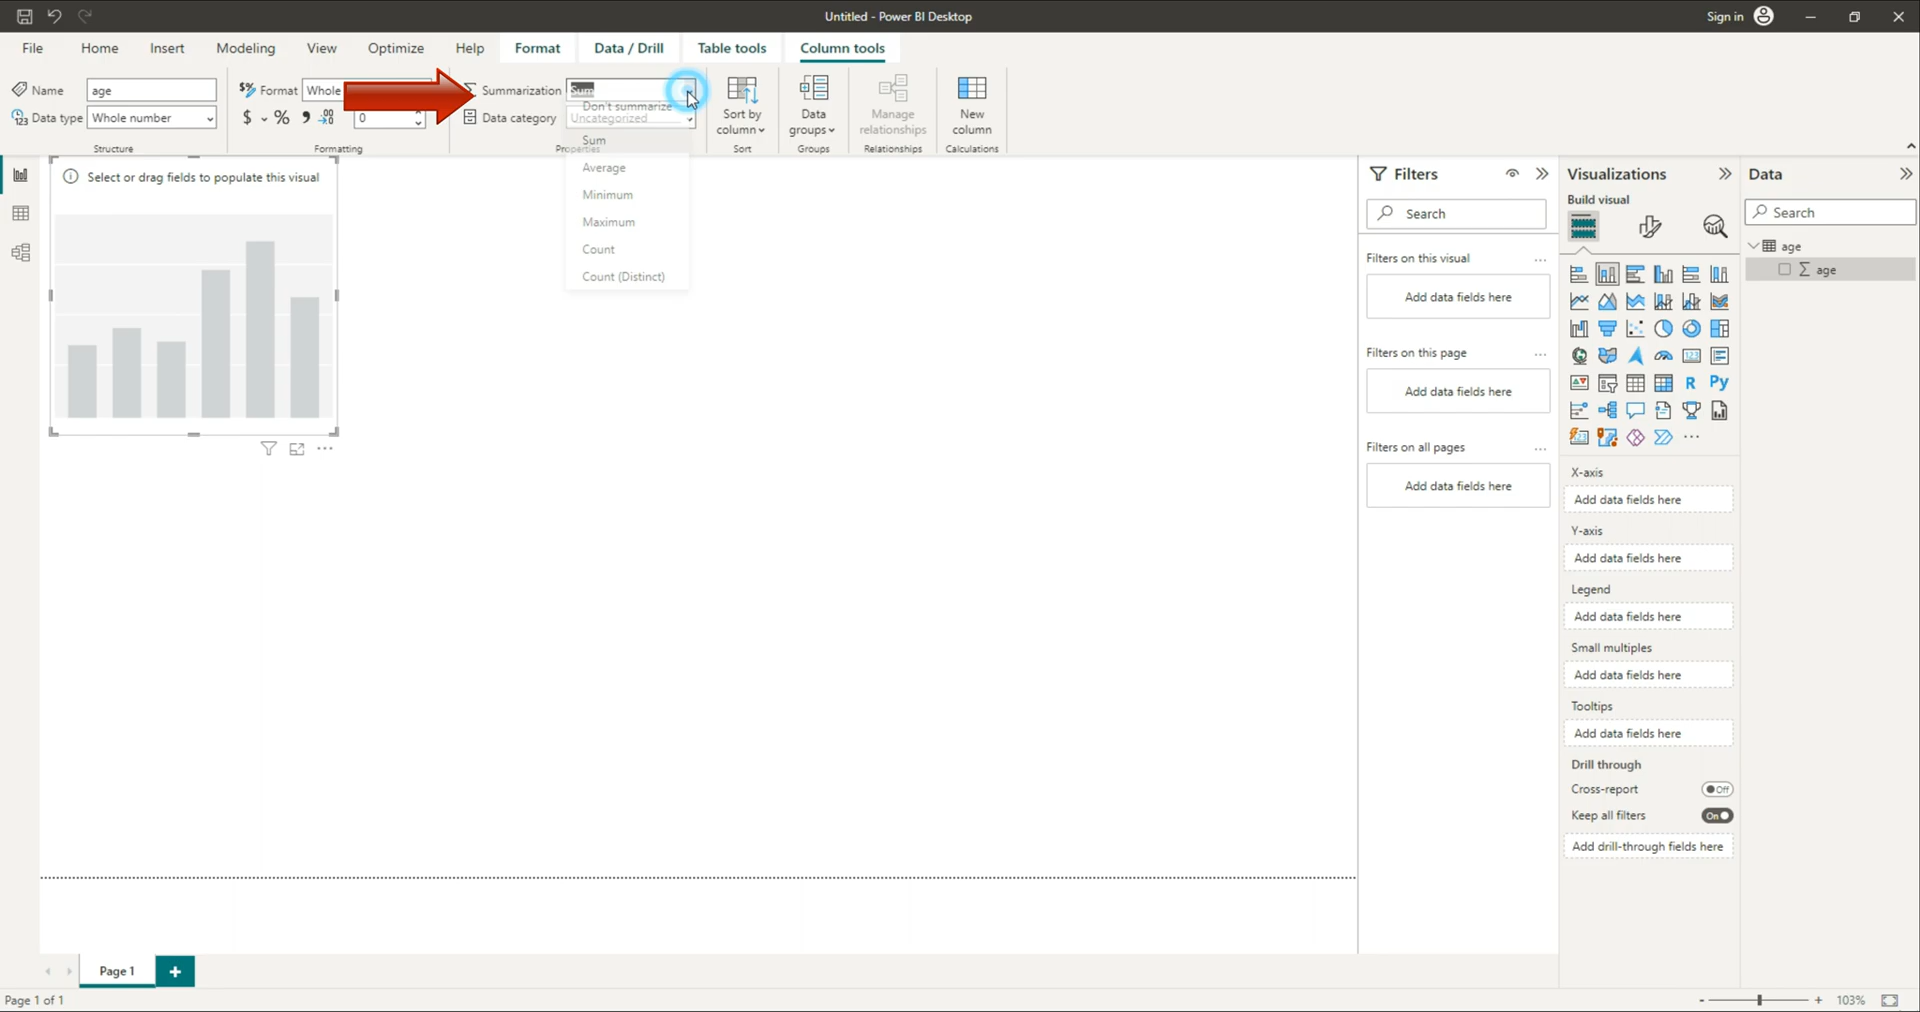 Untitled - Power BI Desktop
Sign in
File
Home
Insert
Modeling
View
Optimize
Help
Format
Data / Drill
Table tools
Column tools
Name
age
Data type
Whole number
Structure
Format
Whole
$
%
0
Formatting
Summarization
Sum
Data category
Uncategorized
Properties
Don't summarize
Sum
Average
Minimum
Maximum
Count
Count (Distinct)
Sort by
column
Sort
Data
groups
Groups
Manage
relationships
Relationships
New
column
Calculations
Select or drag fields to populate this visual
Filters
Search
Filters on this visual
Add data fields here
Filters on this page
Add data fields here
Filters on all pages
Add data fields here
Visualizations
Build visual
123
R
Py
X-axis
Add data fields here
Y-axis
Add data fields here
Legend
Add data fields here
Small multiples
Add data fields here
Tooltips
Add data fields here
Drill through
Cross-report
Off
Keep all filters
On
Add drill-through fields here
Data
Search
age
∑ age
Page 1
Page 1 of 1
- + 103%